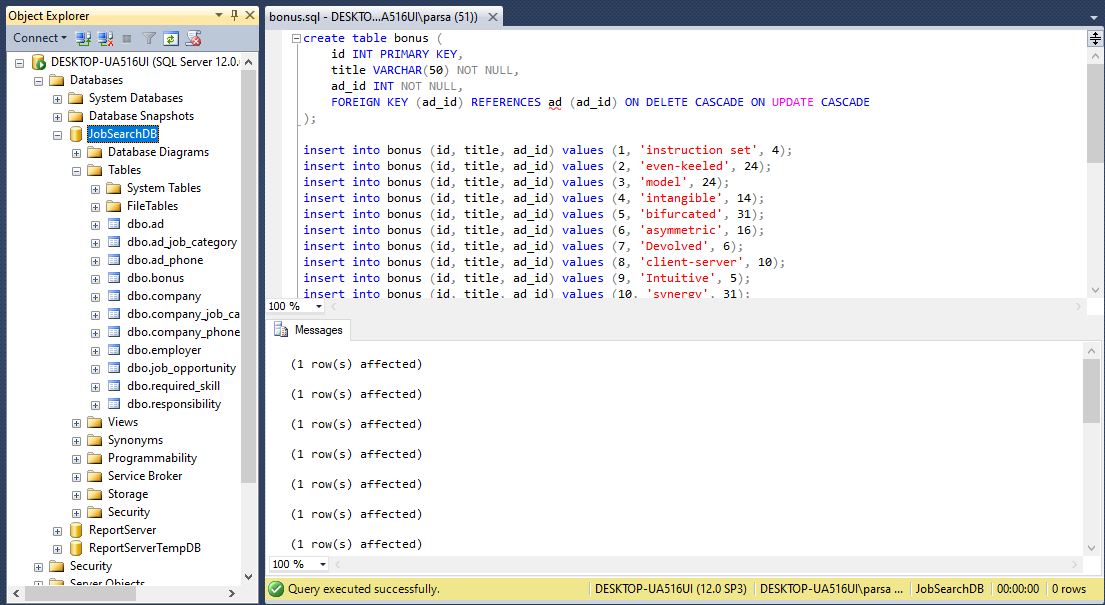 Object Explorer
Connect
DESKTOP-UA516UI (SQL Server 12.0.
Databases
System Databases
Database Snapshots
JobSearchDB
Database Diagrams
Tables
System Tables
FileTables
dbo.ad
dbo.ad_job_category
dbo.ad_phone
dbo.bonus
dbo.company
dbo.company_job_ca
dbo.company_phone
dbo.employer
dbo.job_opportunity
dbo.required_skill
dbo.responsibility
Views
Synonyms
Programmability
Service Broker
Storage
Security
ReportServer
ReportServerTempDB
Security
Server Objects
bonus.sql - DESKTO...A516UI\parsa (51))
create table bonus (
id INT PRIMARY KEY,
title VARCHAR(50) NOT NULL,
ad_id INT NOT NULL,
FOREIGN KEY (ad_id) REFERENCES ad (ad_id) ON DELETE CASCADE ON UPDATE CASCADE
);
insert into bonus (id, title, ad_id) values (1, 'instruction set', 4);
insert into bonus (id, title, ad_id) values (2, 'even-keeled', 24);
insert into bonus (id, title, ad_id) values (3, 'model', 24);
insert into bonus (id, title, ad_id) values (4, 'intangible', 14);
insert into bonus (id, title, ad_id) values (5, 'bifurcated', 31);
insert into bonus (id, title, ad_id) values (6, 'asymmetric', 16);
insert into bonus (id, title, ad_id) values (7, 'Devolved', 6);
insert into bonus (id, title, ad_id) values (8, 'client-server', 10);
insert into bonus (id, title, ad_id) values (9, 'Intuitive', 5);
insert into bonus (id, title, ad_id) values (10, 'synergy', 31);
100 %
Messages
(1 row(s) affected)
(1 row(s) affected)
(1 row(s) affected)
(1 row(s) affected)
(1 row(s) affected)
(1 row(s) affected)
(1 row(s) affected)
100 %
Query executed successfully.
DESKTOP-UA516UI (12.0 SP3)
DESKTOP-UA516UI\parsa ...
JobSearchDB
00:00:00
0 rows